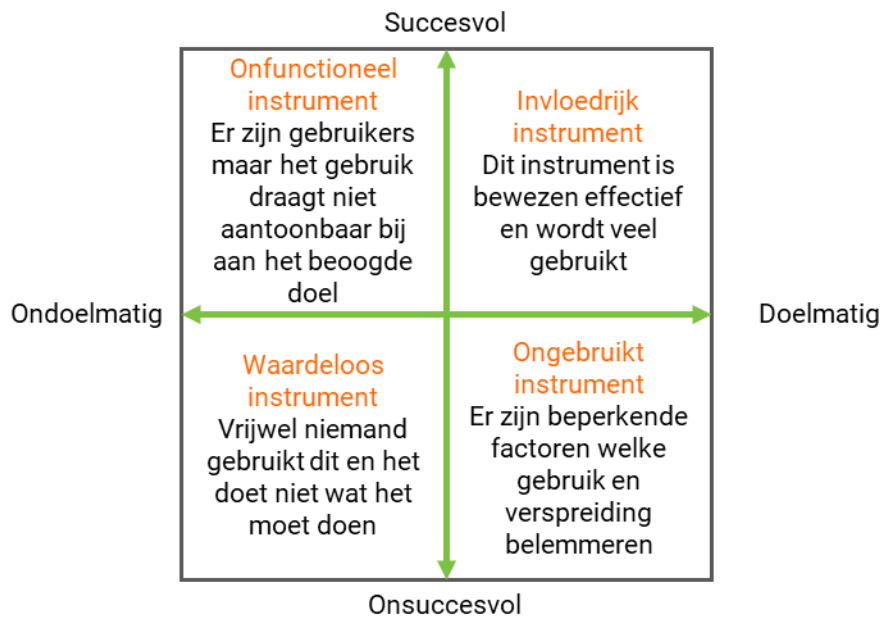 Succesvol
Onfunctioneel
instrument
Er zijn gebruikers
maar het gebruik
draagt niet
aantoonbaar bij
aan het beoogde
doel
Invloedrijk
instrument
Dit instrument is
bewezen effectief
en wordt veel
gebruikt
Ondoelmatig
Doelmatig
Waardeloos
instrument
Vrijwel niemand
gebruikt dit en het
doet niet wat het
moet doen
Ongebruikt
instrument
Er zijn beperkende
factoren welke
gebruik en
verspreiding
belemmeren
Onsuccesvol